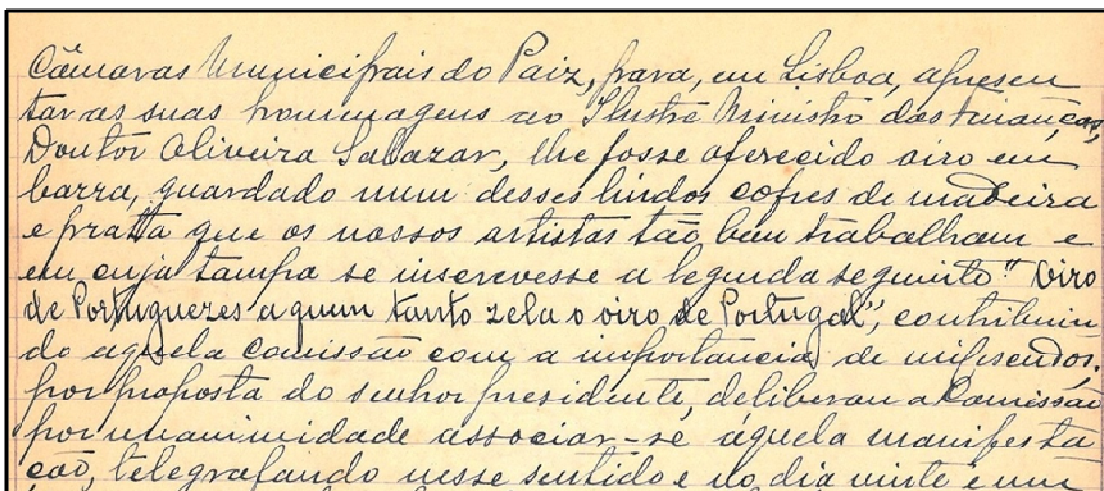 Câmaras Municipais do Paiz, para, em Lisboa, apresen
tar as suas homenagens ao Ilustre Ministro das Finanças,
Doutor Oliveira Salazar, lhe fosse oferecido oiro em
barra, guardado num desses lindos cofres de madeira
e pratta que os nossos artistas tão bem trabalham e
em cuja tampa se inscrevesse a legenda seguinte "Oiro
de Portuguezes a quem tanto zela o oiro de Portugal", contribuin
do aquela comissão com a importancia de mil escudos.
por proposta do senhor presidente, deliberou a Comissão
por unanimidade associar-se áquela manifesta
ção, telegrafando nesse sentido e no dia vinte e um